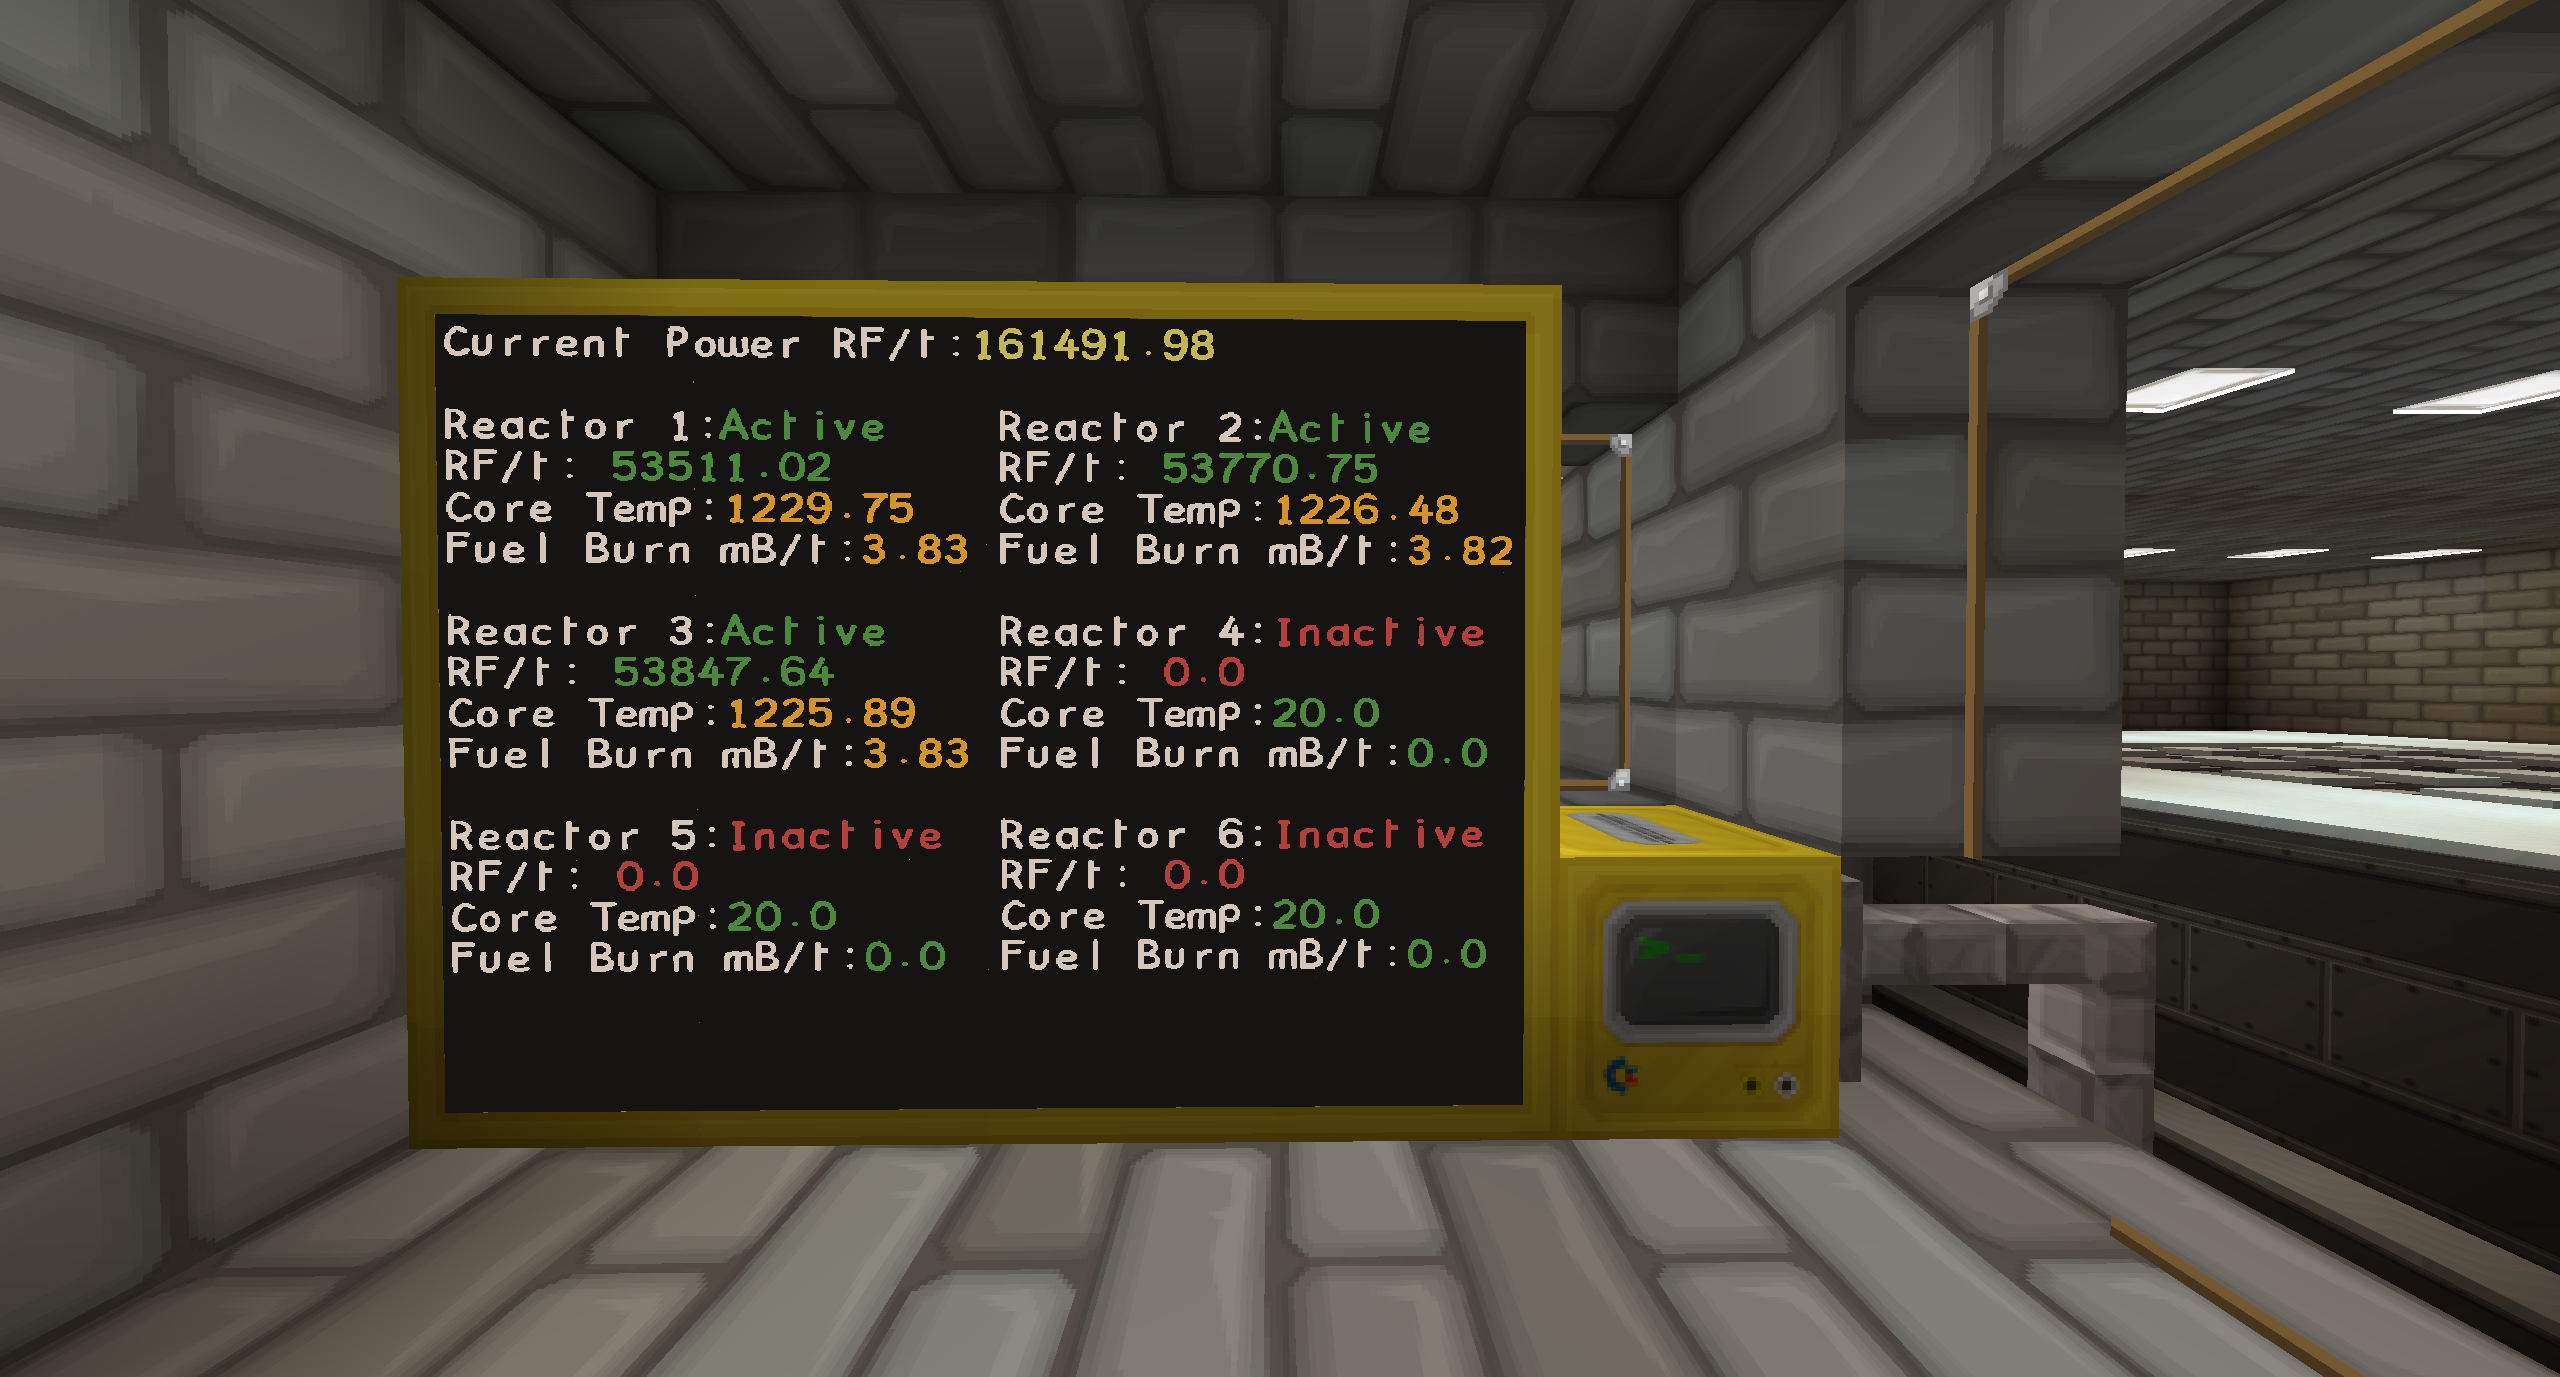 Current Power RF/t:161491.98
Reactor 1:Active
RF/t: 53511.02
Core Temp:1229.75
Fuel Burn mB/t:3.83
Reactor 2:Active
RF/t: 53770.75
Core Temp:1226.48
Fuel Burn mB/t:3.82
Reactor 3:Active
RF/t: 53847.64
Core Temp:1225.89
Fuel Burn mB/t:3.83
Reactor 4:Inactive
RF/t: 0.0
Core Temp:20.0
Fuel Burn mB/t:0.0
Reactor 5:Inactive
RF/t: 0.0
Core Temp:20.0
Fuel Burn mB/t:0.0
Reactor 6:Inactive
RF/t: 0.0
Core Temp:20.0
Fuel Burn mB/t:0.0
>_